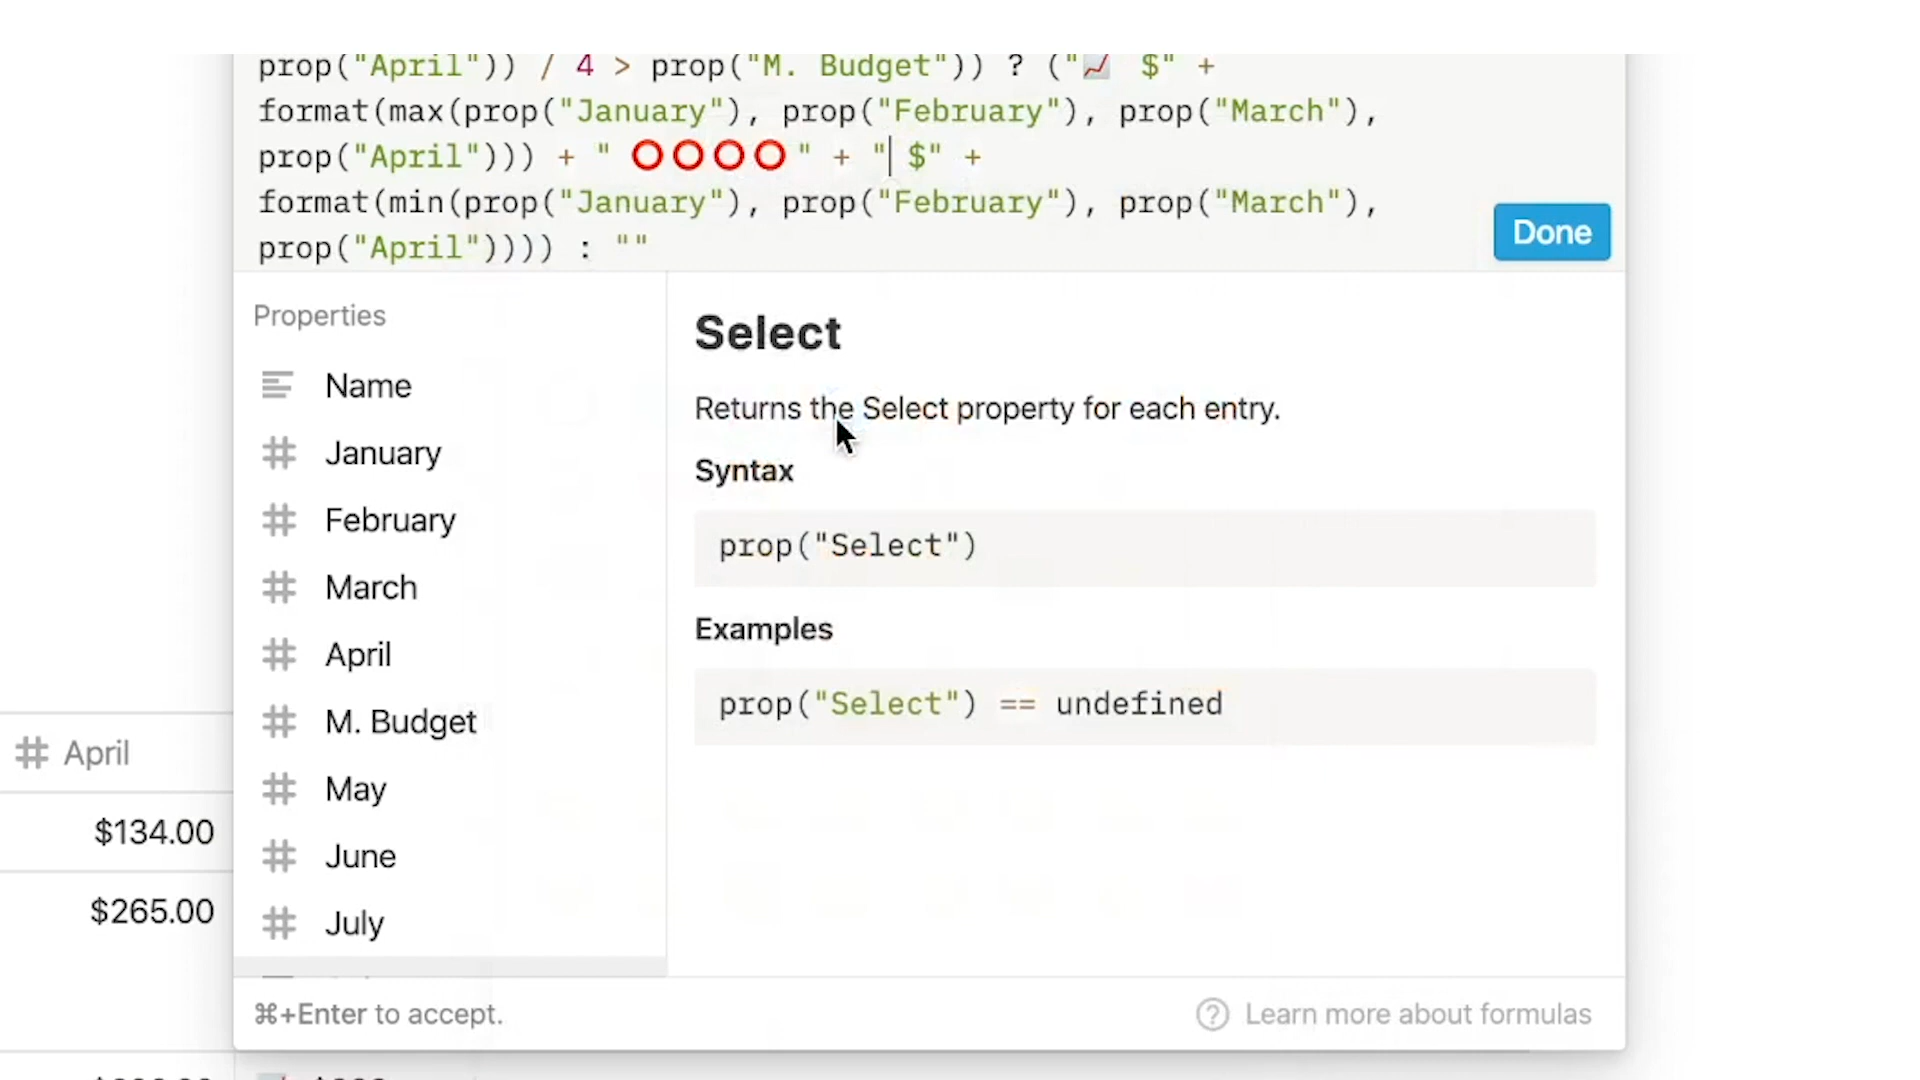 prop("April")) / 4 > prop("M. Budget")) ? ("📈 $" +
format(max(prop("January"), prop("February"), prop("March"),
prop("April"))) + " ⭕⭕⭕⭕ " + " $" +
format(min(prop("January"), prop("February"), prop("March"),
prop("April")))) : ""
Done
Properties
Name
January
February
March
April
M. Budget
May
June
July
Select
Returns the Select property for each entry.
Syntax
prop("Select")
Examples
prop("Select") == undefined
⌘+Enter to accept.
? Learn more about formulas
# April
$134.00
$265.00